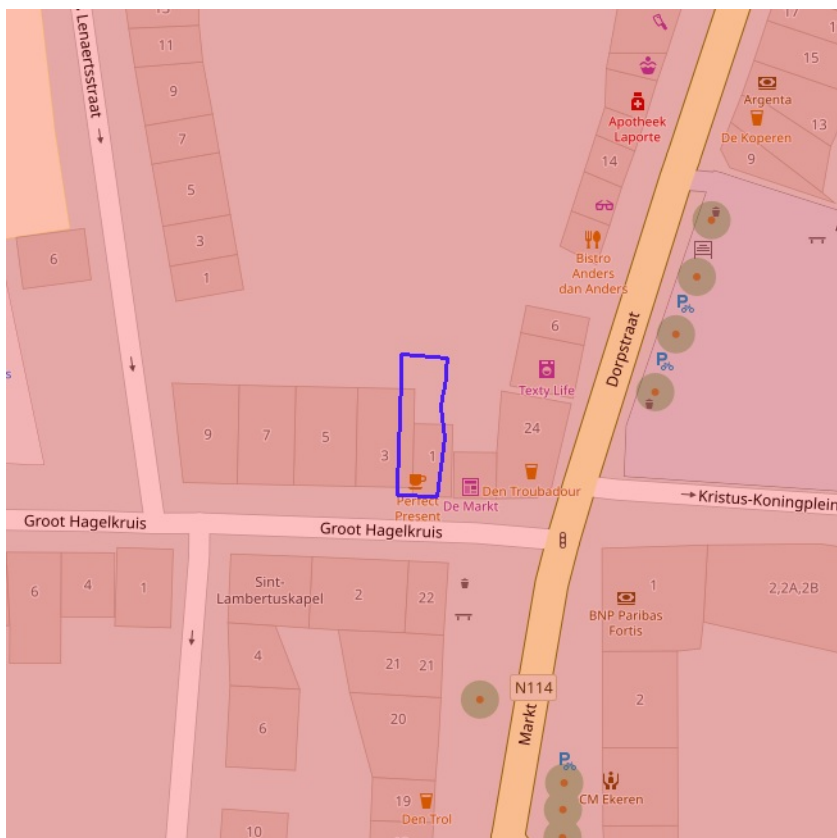 Lenaertsstraat
11
9
7
5
3
1
6
Apotheek
Laporte
14
Bistro
Anders
dan Anders
Argenta
De Koperen
15
13
9
Dorpstraat
6
Texty Life
24
Den Troubadour
9
7
5
3
1
Perfect
Present
De Markt
Kristus-Koningplein
Groot Hagelkruis
Groot Hagelkruis
6
4
1
Sint-
Lambertuskapel
2
22
4
21
21
6
20
19
Den Trol
10
N114
Markt
1
2,2A,2B
BNP Paribas
Fortis
2
CM Ekeren